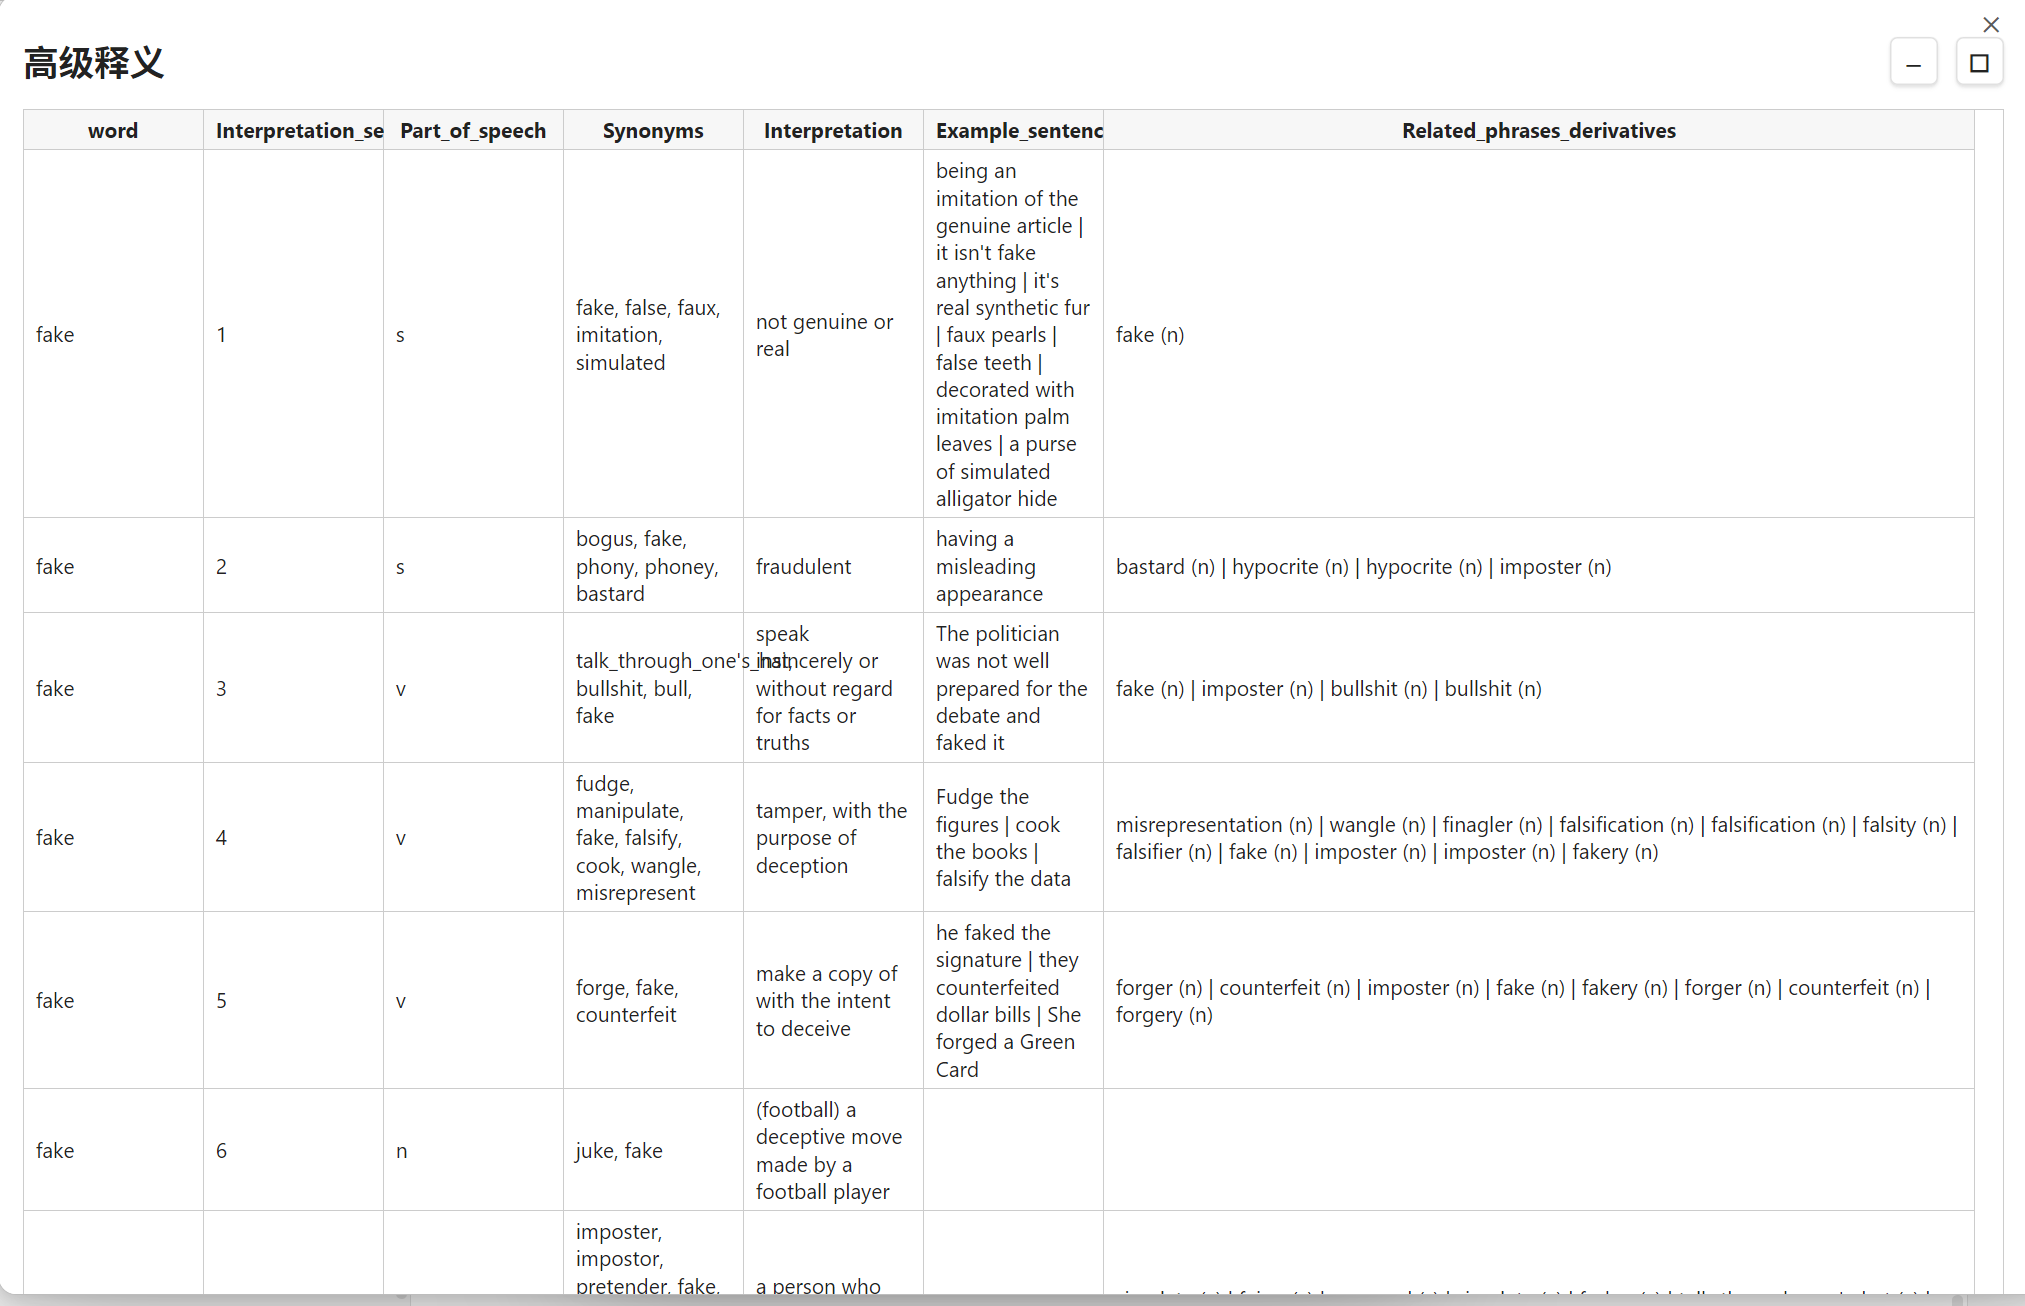 高级释义
word
Interpretation_se
Part_of_speech
Synonyms
Interpretation
Example_sentenc
Related_phrases_derivatives
fake
1
s
fake, false, faux,
imitation,
simulated
not genuine or
real
being an
imitation of the
genuine article |
it isn't fake
anything | it's
real synthetic fur
| faux pearls |
false teeth |
decorated with
imitation palm
leaves | a purse
of simulated
alligator hide
fake (n)
fake
2
s
bogus, fake,
phony, phoney,
bastard
fraudulent
having a
misleading
appearance
bastard (n) | hypocrite (n) | hypocrite (n) | imposter (n)
fake
3
v
talk_through_one's_hat,
bullshit, bull,
fake
speak
insincerely or
without regard
for facts or
truths
The politician
was not well
prepared for the
debate and
faked it
fake (n) | imposter (n) | bullshit (n) | bullshit (n)
fake
4
v
fudge,
manipulate,
fake, falsify,
cook, wangle,
misrepresent
tamper, with the
purpose of
deception
Fudge the
figures | cook
the books |
falsify the data
misrepresentation (n) | wangle (n) | finagler (n) | falsification (n) | falsification (n) | falsity (n) |
falsifier (n) | fake (n) | imposter (n) | imposter (n) | fakery (n)
fake
5
v
forge, fake,
counterfeit
make a copy of
with the intent
to deceive
he faked the
signature | they
counterfeited
dollar bills | She
forged a Green
Card
forger (n) | counterfeit (n) | imposter (n) | fake (n) | fakery (n) | forger (n) | counterfeit (n) |
forgery (n)
fake
6
n
juke, fake
(football) a
deceptive move
made by a
football player
imposter,
impostor,
pretender, fake,
a person who